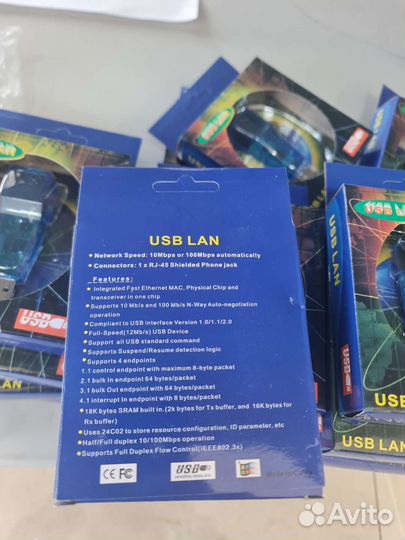 USB LAN
• Network Speed: 10Mbps or 100Mbps automatically
• Connectors: 1 x RJ-45 Shielded Phone jack
Features:
• Integrated Fast Ethernet MAC, Physical Chip and
transceiver in one chip
• Supports 10 Mb/s and 100 Mb/s N-Way Auto-negotiation
operation
• Compliant to USB interface Version 1.0/1.1/2.0
• Full-Speed(12Mb/s) USB Device
• Support all USB standard command
• Supports Suspend/Resume detection logic
• Supports 4 endpoints
1.1 control endpoint with maximum 8-byte packet
2.1 bulk In endpoint 64 bytes/packet
3.1 bulk Out endpoint 64 bytes/packet
4.1 interrupt In endpoint with 8 bytes/packet
• 18K bytes SRAM built in. (2k bytes for Tx buffer and, 16K bytes for
Rx buffer)
• Uses 24C02 to store resource configuration, ID parameter, etc
• Half/Full duplex 10/100Mbps operation
• Supports Full Duplex Flow Control(IEEE802.3x)
CE FC
USB
Made in
LAN
USB
USB LAN
USB LAN
USB LAN
Avito